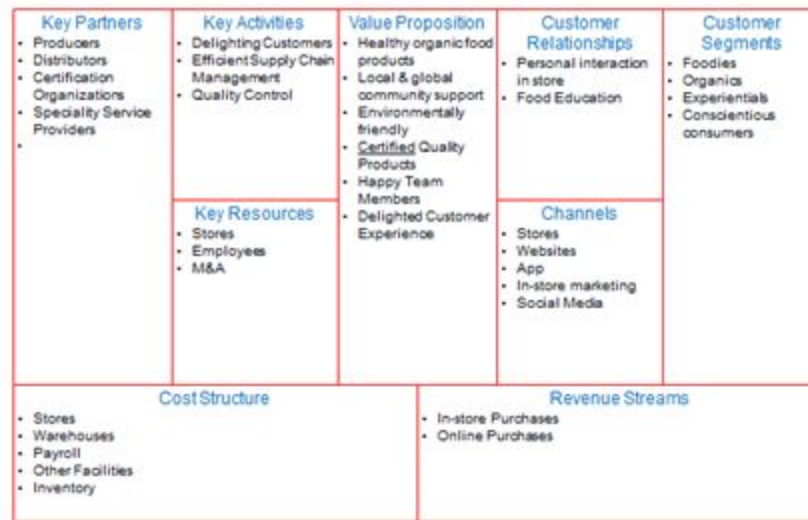 Key Partners
• Producers
• Distributors
• Certification
Organizations
• Speciality Service
Providers
•
Key Activities
• Delighting Customers
• Efficient Supply Chain
Management
• Quality Control
Key Resources
• Stores
• Employees
• M&A
Value Proposition
• Healthy organic food
products
• Local & global
community support
• Environmentally
friendly
• Certified Quality
Products
• Happy Team
Members
• Delighted Customer
Experience
Customer
Relationships
• Personal interaction
in store
• Food Education
Channels
• Stores
• Websites
• App
• In-store marketing
• Social Media
Customer
Segments
• Foodies
• Organics
• Experientials
• Conscientious
consumers
Cost Structure
• Stores
• Warehouses
• Payroll
• Other Facilities
• Inventory
Revenue Streams
• In-store Purchases
• Online Purchases